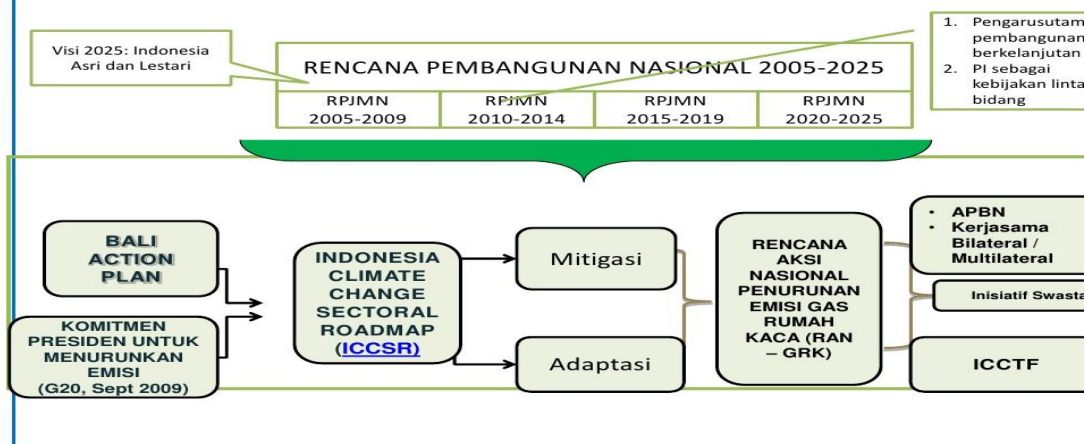 Visi 2025: Indonesia
Asri dan Lestari
RENCANA PEMBANGUNAN NASIONAL 2005-2025
RPJMN
2005-2009
RPJMN
2010-2014
RPJMN
2015-2019
RPJMN
2020-2025
1. Pengarusutam
pembangunan
berkelanjutan
2. PI sebagai
kebijakan linta
bidang
BALI
ACTION
PLAN
KOMITMEN
PRESIDEN UNTUK
MENURUNKAN
EMISI
(G20, Sept 2009)
INDONESIA
CLIMATE
CHANGE
SECTORAL
ROADMAP
(ICCSR)
Mitigasi
Adaptasi
RENCANA
AKSI
NASIONAL
PENURUNAN
EMISI GAS
RUMAH
KACA (RAN
– GRK)
• APBN
• Kerjasama
Bilateral /
Multilateral
Inisiatif Swasta
ICCTF